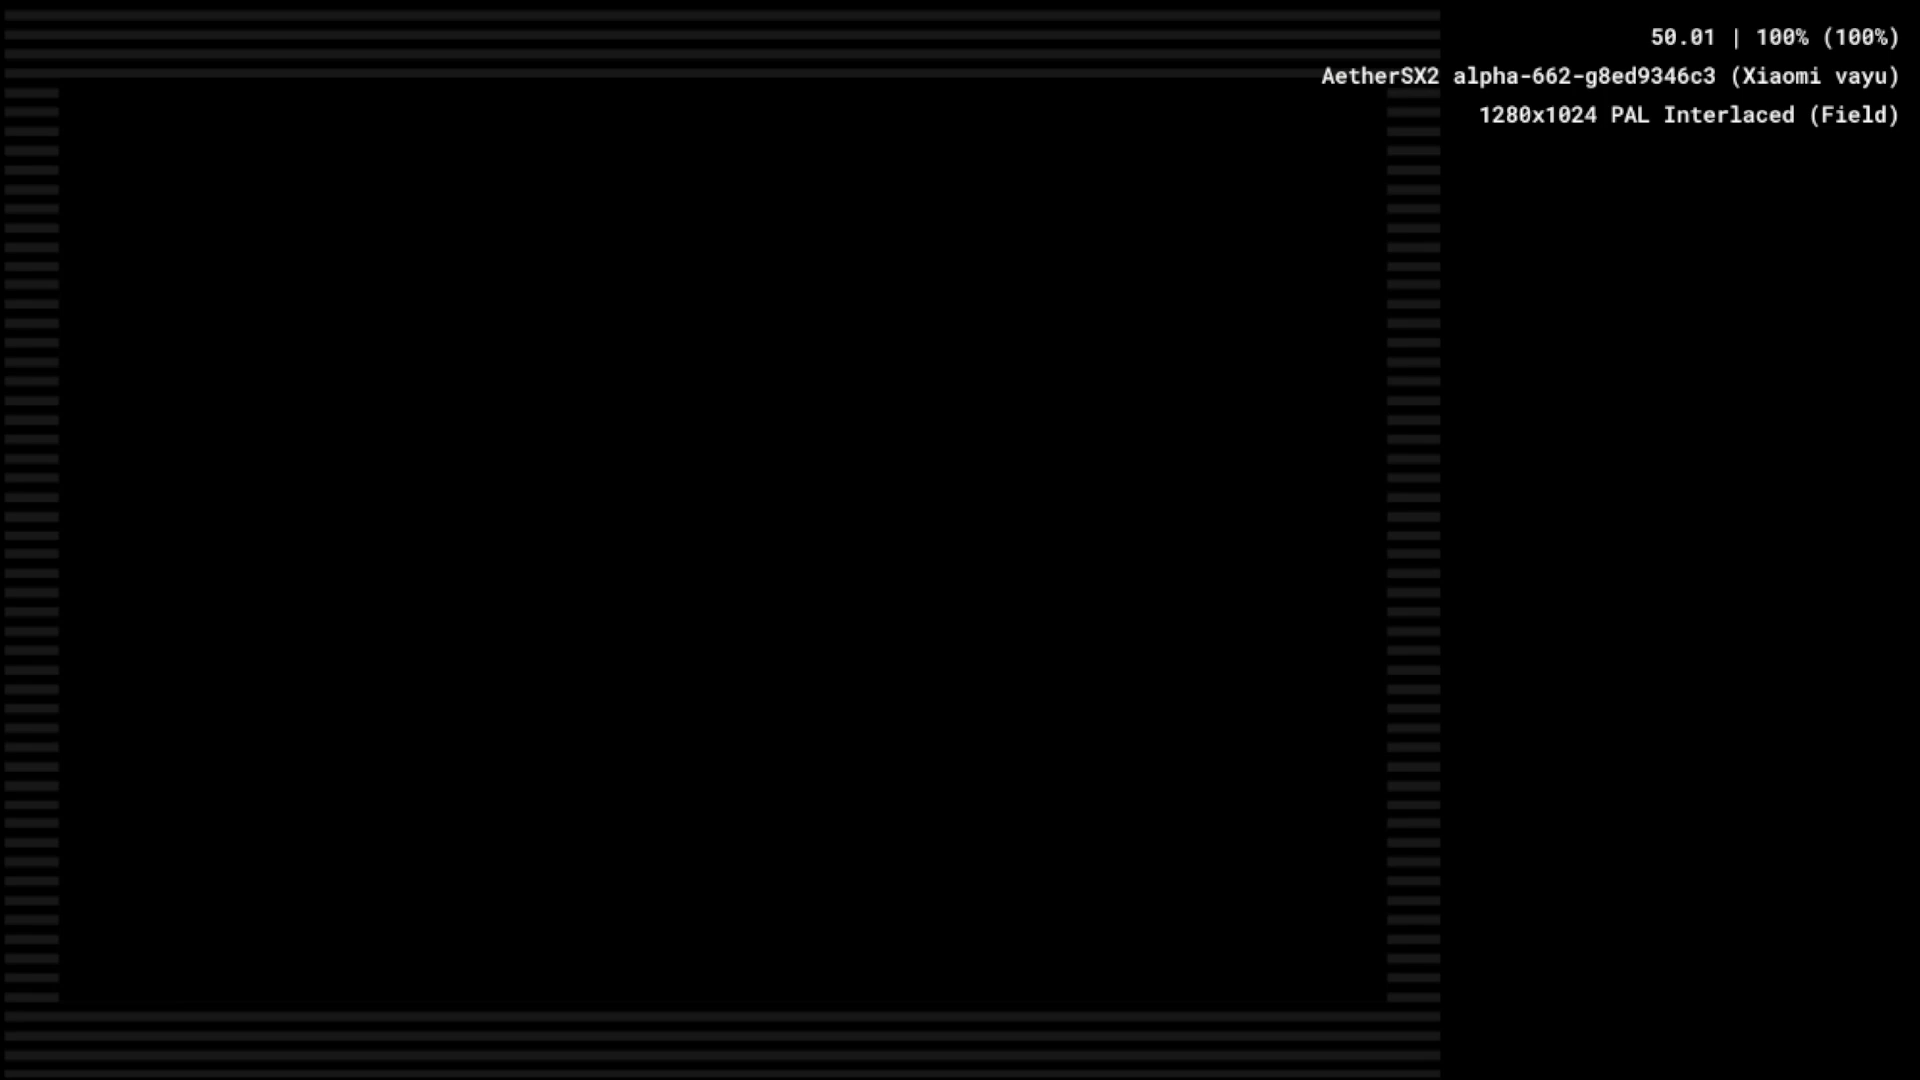 50.01 | 100% (100%)
AetherSX2 alpha-662-g8ed9346c3 (Xiaomi vayu)
1280x1024 PAL Interlaced (Field)